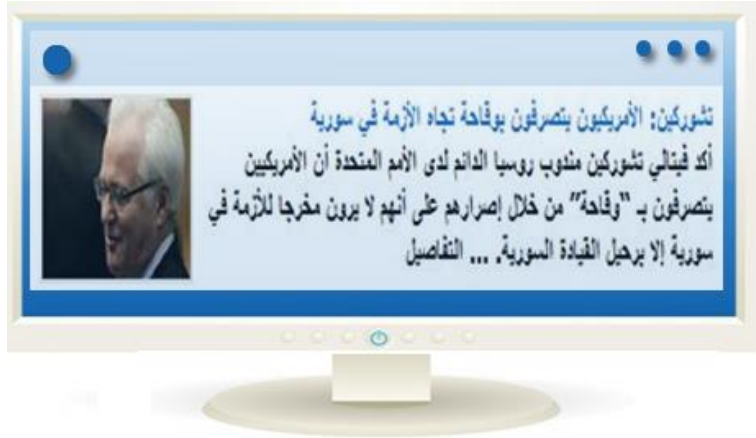 تشوركين: الأمريكيون يتصرفون بوقاحة تجاه الأزمة في سورية
أكد فيتالي تشوركين مندوب روسيا الدائم لدى الأمم المتحدة أن الأمريكيين
يتصرفون بـ “وقاحة” من خلال إصرارهم على أنهم لا يرون مخرجا للأزمة في
سورية إلا برحيل القيادة السورية. ... التفاصيل